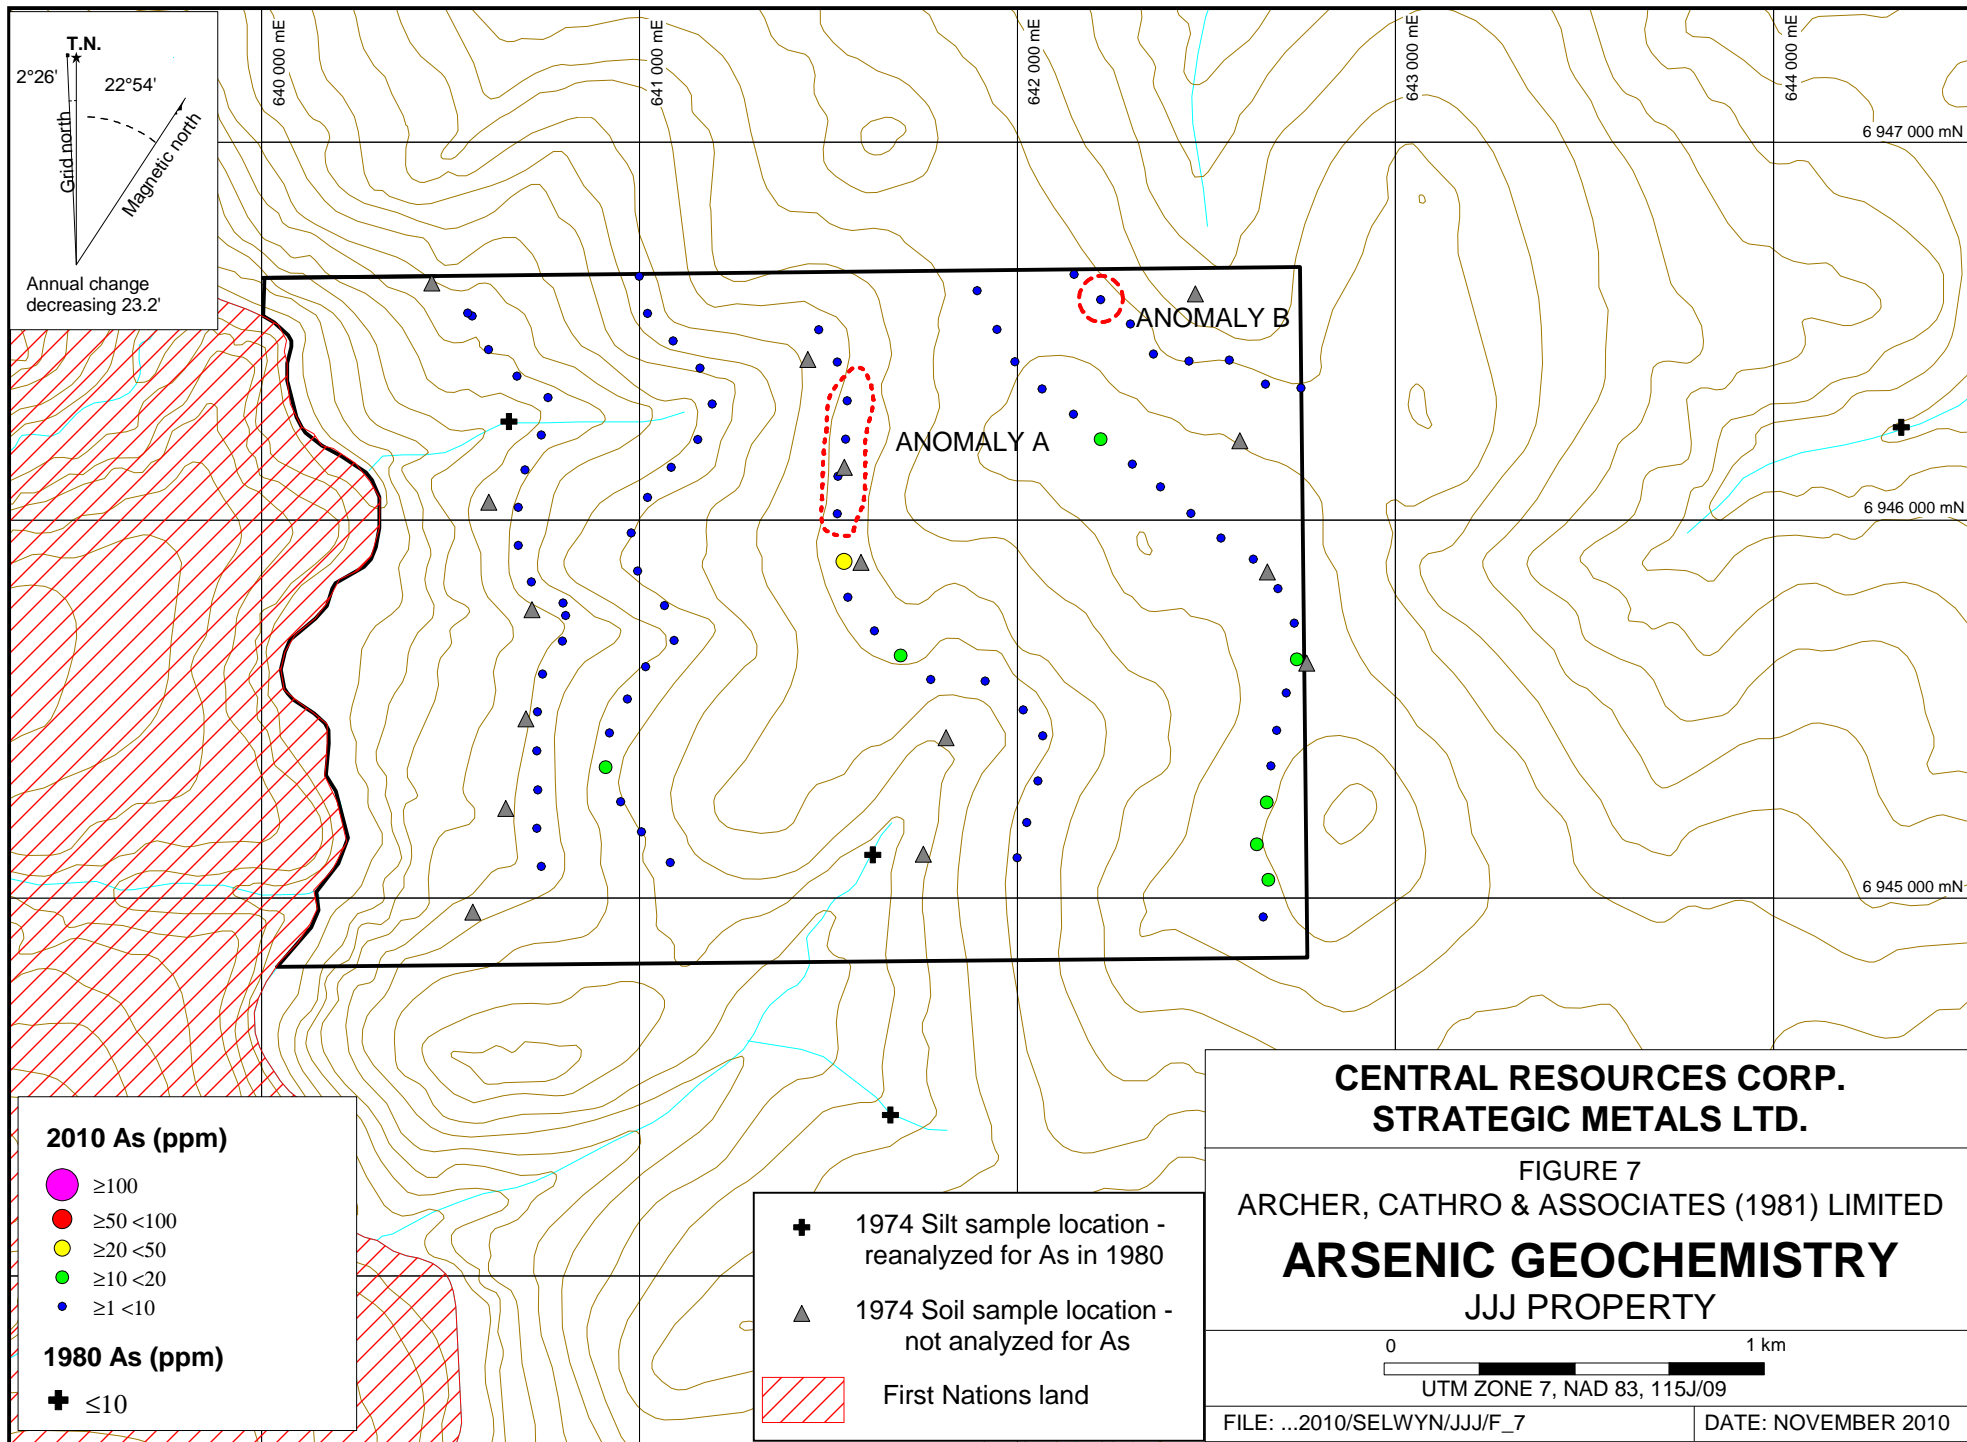 T.N.
2°26'
22°54'
Grid north
Magnetic north
Annual change
decreasing 23.2'
640 000 mE
641 000 mE
642 000 mE
643 000 mE
644 000 mE
6 947 000 mN
6 946 000 mN
6 945 000 mN
ANOMALY B
ANOMALY A
2010 As (ppm)
≥100
≥50 <100
≥20 <50
≥10 <20
≥1 <10
1980 As (ppm)
≤10
1974 Silt sample location -
reanalyzed for As in 1980
1974 Soil sample location -
not analyzed for As
First Nations land
CENTRAL RESOURCES CORP.
STRATEGIC METALS LTD.
FIGURE 7
ARCHER, CATHRO & ASSOCIATES (1981) LIMITED
ARSENIC GEOCHEMISTRY
JJJ PROPERTY
0 1 km
UTM ZONE 7, NAD 83, 115J/09
FILE: ...2010/SELWYN/JJJ/F_7
DATE: NOVEMBER 2010